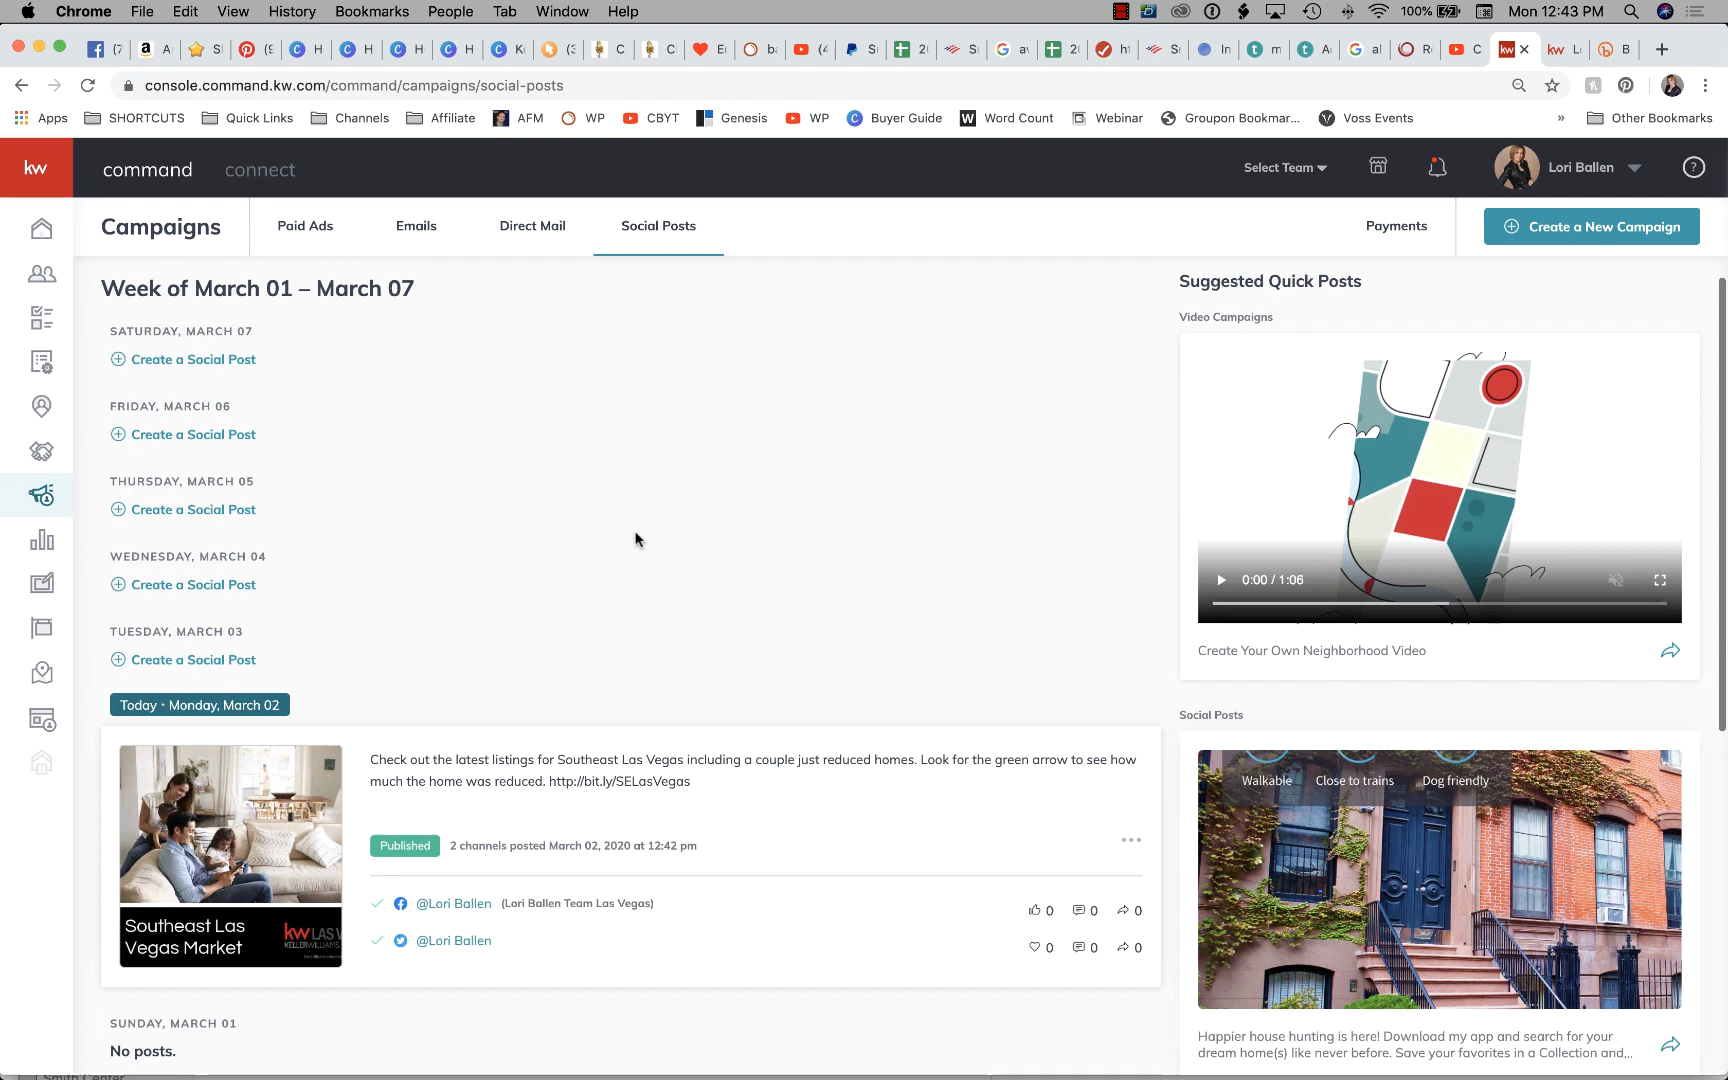 Chrome File Edit View History Bookmarks People Tab Window Help 100% Mon 12:43 PM
console.command.kw.com/command/campaigns/social-posts
Apps SHORTCUTS Quick Links Channels Affiliate AFM WP CBYT Genesis WP Buyer Guide Word Count Webinar Groupon Bookmar... Voss Events » Other Bookmarks
kw command connect Select Team Lori Ballen
Campaigns Paid Ads Emails Direct Mail Social Posts Payments Create a New Campaign
Week of March 01 – March 07
SATURDAY, MARCH 07
Create a Social Post
FRIDAY, MARCH 06
Create a Social Post
THURSDAY, MARCH 05
Create a Social Post
WEDNESDAY, MARCH 04
Create a Social Post
TUESDAY, MARCH 03
Create a Social Post
Today - Monday, March 02
Check out the latest listings for Southeast Las Vegas including a couple just reduced homes. Look for the green arrow to see how
much the home was reduced. http://bit.ly/SELasVegas
Published 2 channels posted March 02, 2020 at 12:42 pm
@Lori Ballen (Lori Ballen Team Las Vegas) 0 0 0
@Lori Ballen 0 0 0
Southeast Las
Vegas Market
kw LAS V
KELLERWILLIAMS
SUNDAY, MARCH 01
No posts.
Suggested Quick Posts
Video Campaigns
0:00 / 1:06
Create Your Own Neighborhood Video
Social Posts
Walkable Close to trains Dog friendly
Happier house hunting is here! Download my app and search for your
dream home(s) like never before. Save your favorites in a Collection and...